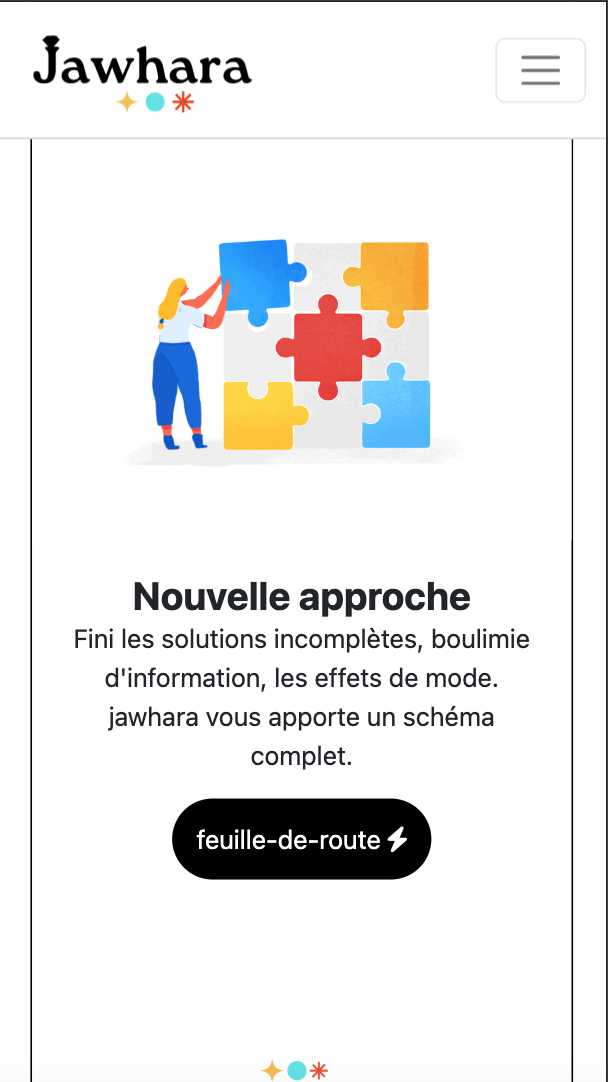 Jawhara
Nouvelle approche
Fini les solutions incomplètes, boulimie
d'information, les effets de mode.
jawhara vous apporte un schéma
complet.
feuille-de-route